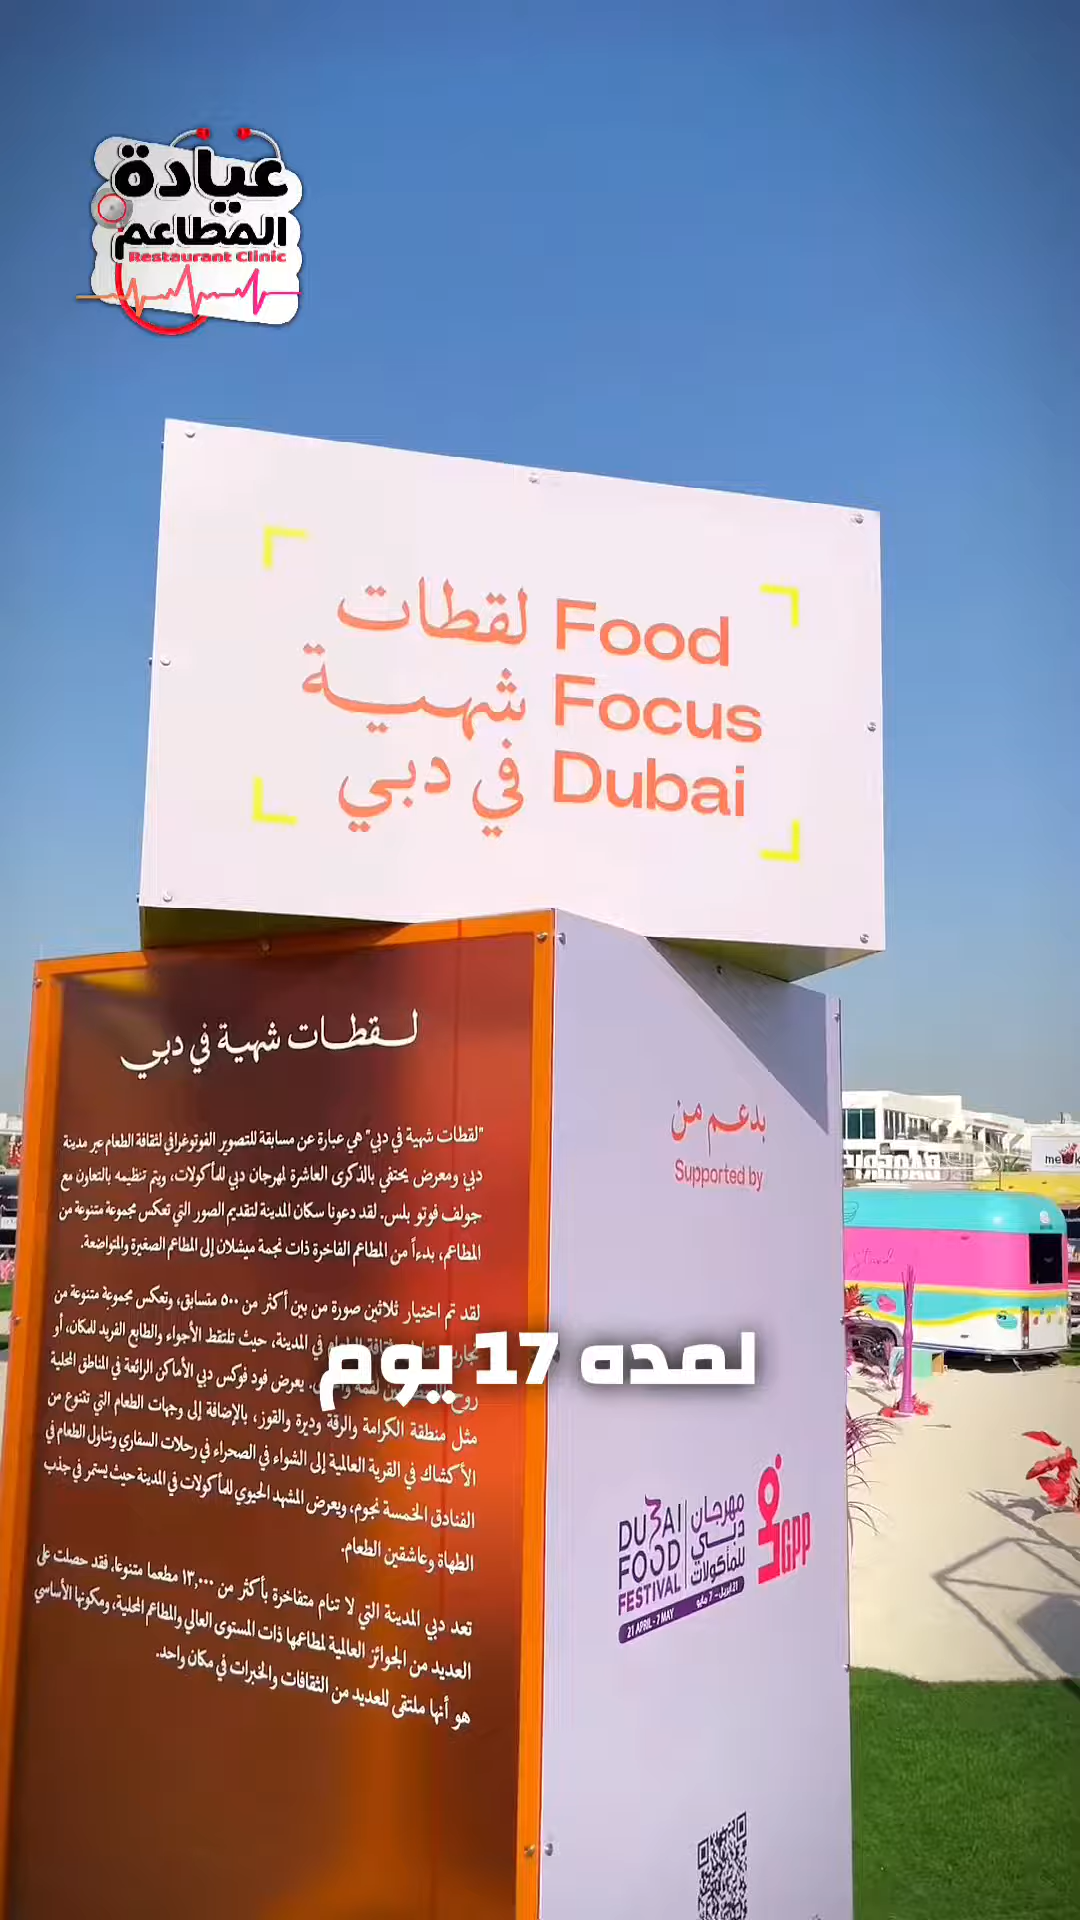 عيادة
المطاعم
Restaurant Clinic
لقطات Food
شهية Focus
في دبي Dubai
لقطات شهية في دبي
"لقطات شهية في دبي" هي عبارة عن مسابقة للتصوير الفوتوغرافي لثقافة الطعام عبر مدينة
دبي ومعرض يحتفي بالذكرى العاشرة لمهرجان دبي للمأكولات، ويتم تنظيمه بالتعاون مع
جولف فوتو بلس. لقد دعونا سكان المدينة لتقديم الصور التي تعكس مجموعة متنوعة من
المطاعم، بدءاً من المطاعم الفاخرة ذات نجمة ميشلان إلى المطاعم الصغيرة والمتواضعة.
لقد تم اختيار ثلاثين صورة من بين أكثر من ٥٠٠ متسابق، وتعكس مجموعة متنوعة من
في المدينة، حيث تلتقط الأجواء والطابع الفريد للمكان، أو
روح
يعرض فود فوكس دبي الأماكن الرائعة في المناطق المحلية
مثل منطقة الكرامة والرقة وديرة والقوز، بالإضافة إلى وجهات الطعام التي تتنوع من
الأكشاك في القرية العالمية إلى الشواء في الصحراء في رحلات السفاري وتناول الطعام في
الفنادق الخمسة نجوم، ويعرض المشهد الحيوي للمأكولات في المدينة حيث يستمر في جذب
الطهاة وعاشقين الطعام.
تعد دبي المدينة التي لا تنام متفاخرة بأكثر من ١٣,٠٠٠ مطعما متنوعا، فقد حصلت على
العديد من الجوائز العالمية لمطاعمها ذات المستوى العالي والمطاعم المحلية، ومكونها الأساسي
هو أنها ملتقى للعديد من الثقافات والخبرات في مكان واحد.
بدعم من
Supported by
لمده 17 يوم
DUBAI
FOOD
FESTIVAL
مهرجان
دبي
للمأكولات
21 APRIL - 7 MAY
21 ابريل - 7 مايو
GPP